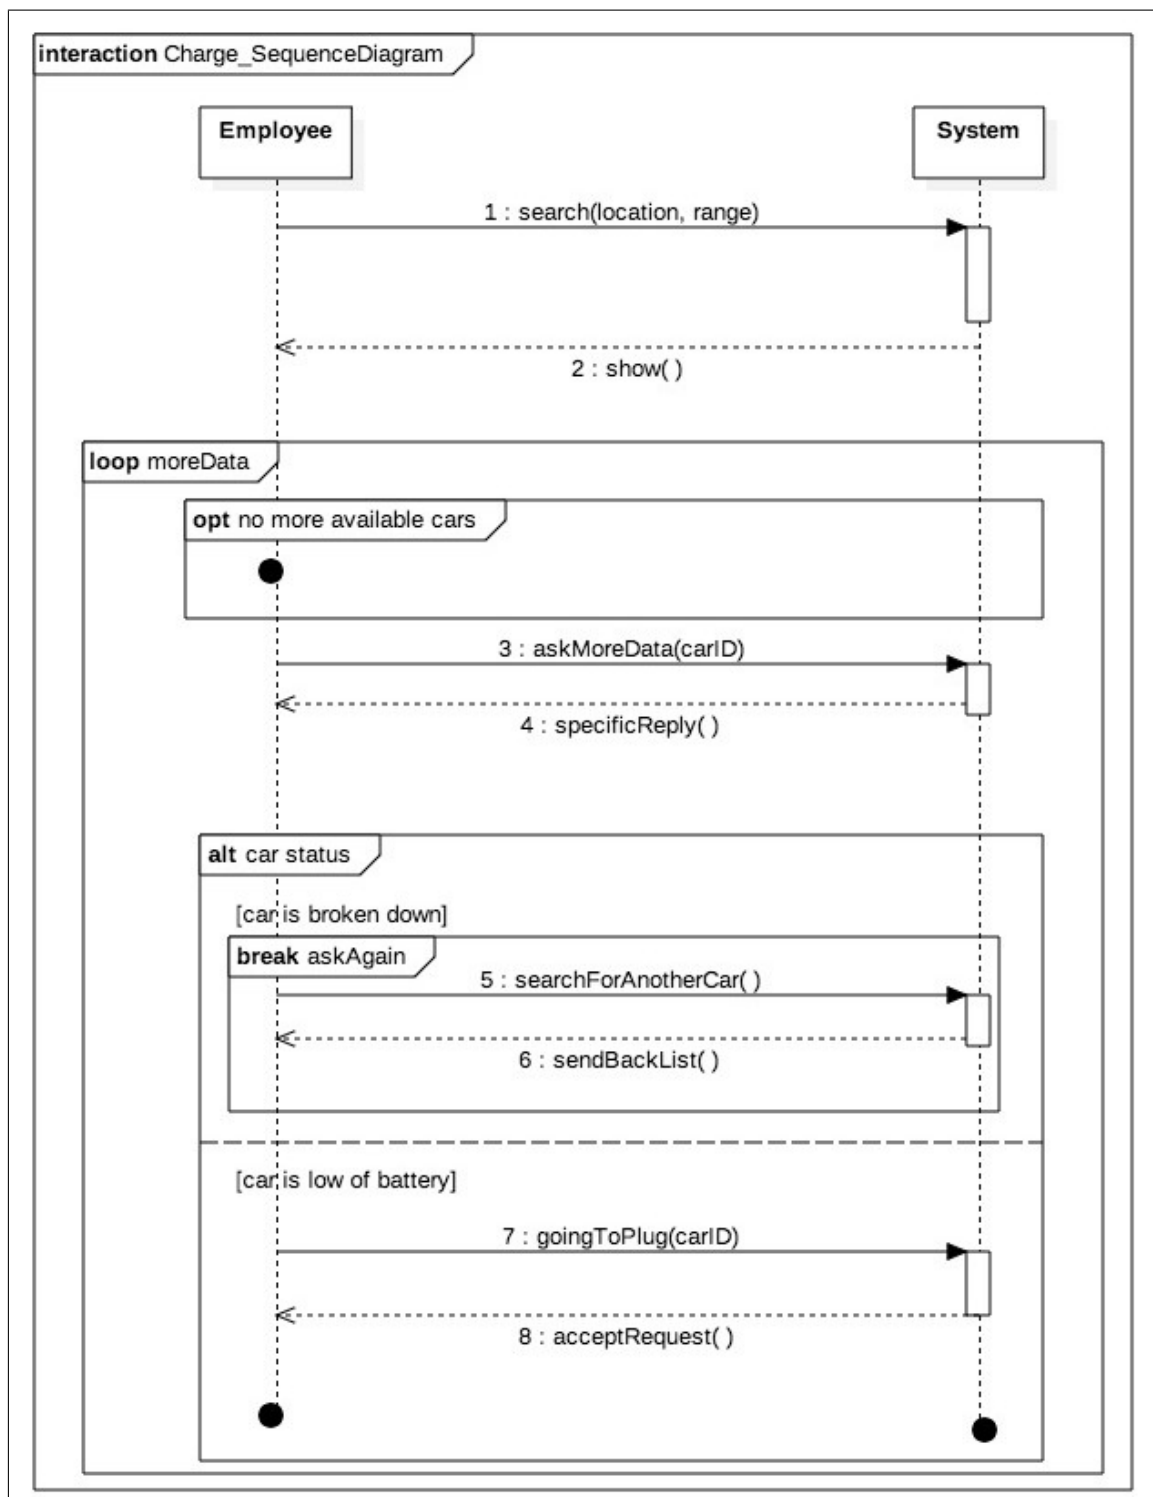 interaction Charge_SequenceDiagram
Employee
System
1 : search(location, range)
2 : show( )
loop moreData
opt no more available cars
3 : askMoreData(carID)
4 : specificReply( )
alt car status
[car is broken down]
break askAgain
5 : searchForAnotherCar( )
6 : sendBackList( )
[car is low of battery]
7 : goingToPlug(carID)
8 : acceptRequest( )